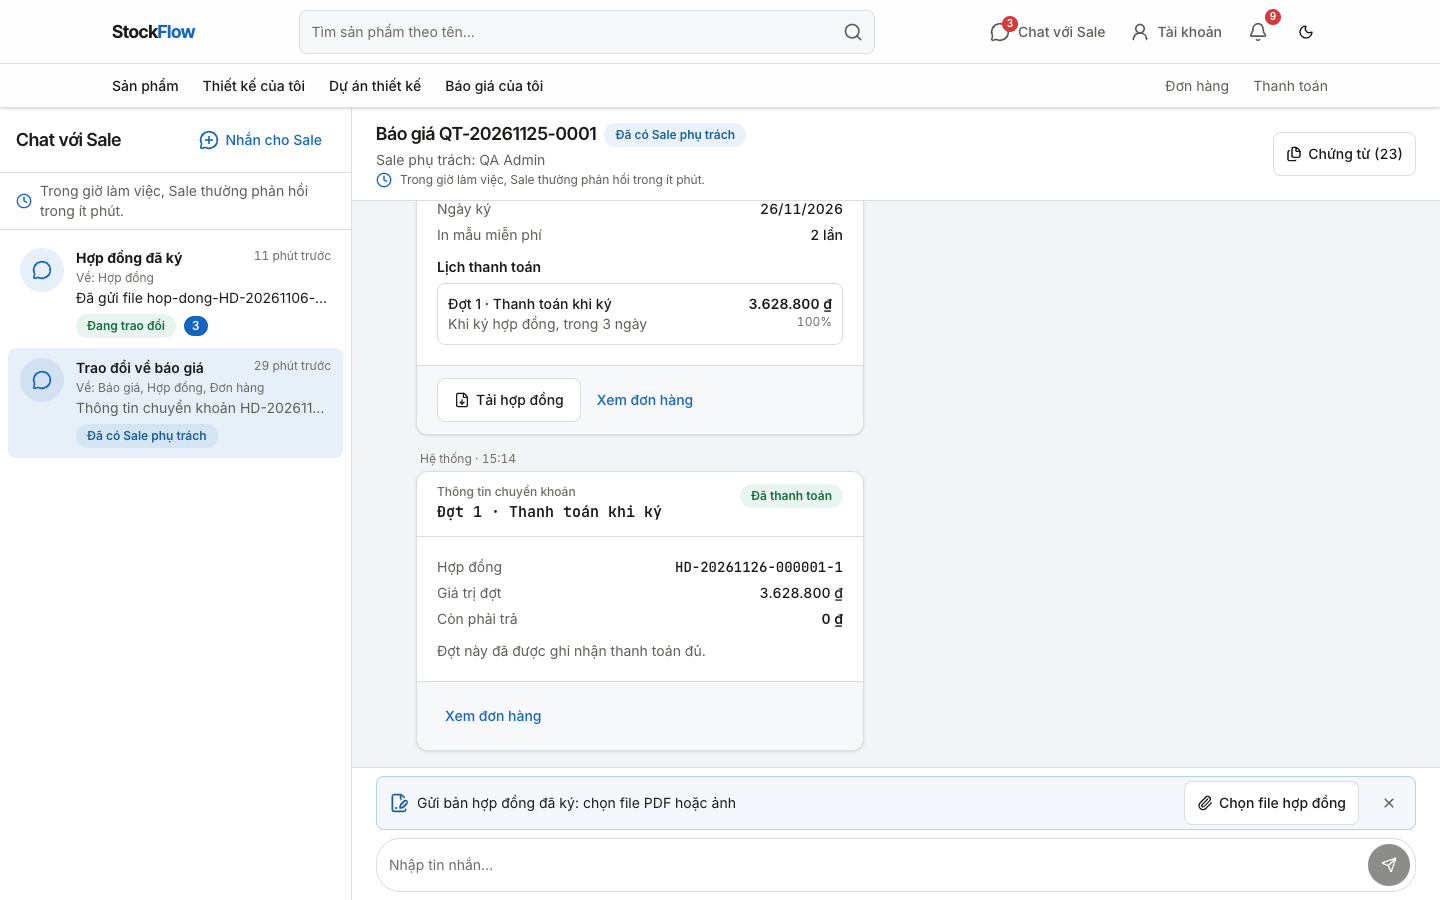 StockFlow
Tìm sản phẩm theo tên...
3
Chat với Sale
Tài khoản
9
Sản phẩm
Thiết kế của tôi
Dự án thiết kế
Báo giá của tôi
Đơn hàng
Thanh toán
Chat với Sale
Nhắn cho Sale
Trong giờ làm việc, Sale thường phản hồi
trong ít phút.
Hợp đồng đã ký
11 phút trước
Về: Hợp đồng
Đã gửi file hop-dong-HD-20261106-...
Đang trao đổi
3
Trao đổi về báo giá
29 phút trước
Về: Báo giá, Hợp đồng, Đơn hàng
Thông tin chuyển khoản HD-202611...
Đã có Sale phụ trách
Báo giá QT-20261125-0001
Đã có Sale phụ trách
Sale phụ trách: QA Admin
Trong giờ làm việc, Sale thường phản hồi trong ít phút.
Chứng từ (23)
Ngày ký
26/11/2026
In mẫu miễn phí
2 lần
Lịch thanh toán
Đợt 1 · Thanh toán khi ký
3.628.800 ₫
Khi ký hợp đồng, trong 3 ngày
100%
Tải hợp đồng
Xem đơn hàng
Hệ thống · 15:14
Thông tin chuyển khoản
Đã thanh toán
Đợt 1 · Thanh toán khi ký
Hợp đồng
HD-20261126-000001-1
Giá trị đợt
3.628.800 ₫
Còn phải trả
0 ₫
Đợt này đã được ghi nhận thanh toán đủ.
Xem đơn hàng
Gửi bản hợp đồng đã ký: chọn file PDF hoặc ảnh
Chọn file hợp đồng
Nhập tin nhắn...